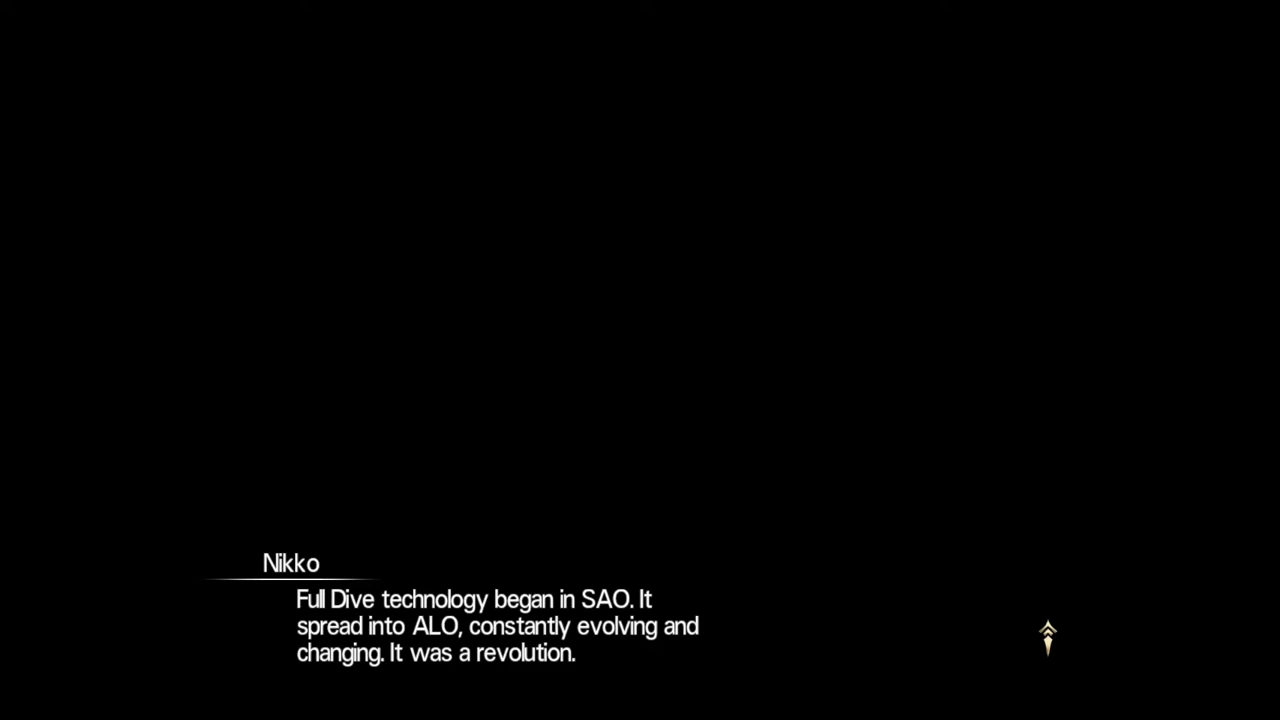 Nikko
Full Dive technology began in SAO. It
spread into ALO, constantly evolving and
changing. It was a revolution.